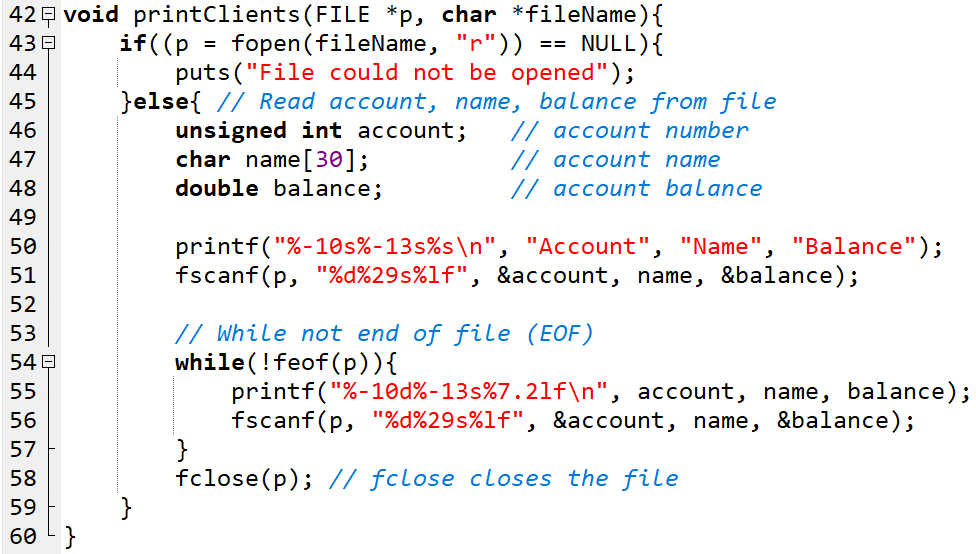 42 void printClients(FILE *p, char *fileName){
43     if((p = fopen(fileName, "r")) == NULL){
44         puts("File could not be opened");
45     }else{ // Read account, name, balance from file
46         unsigned int account;   // account number
47         char name[30];          // account name
48         double balance;         // account balance
49
50         printf("%-10s%-13s%s\n", "Account", "Name", "Balance");
51         fscanf(p, "%d%29s%lf", &account, name, &balance);
52
53         // While not end of file (EOF)
54         while(!feof(p)){
55             printf("%-10d%-13s%7.2lf\n", account, name, balance);
56             fscanf(p, "%d%29s%lf", &account, name, &balance);
57         }
58         fclose(p); // fclose closes the file
59     }
60 }